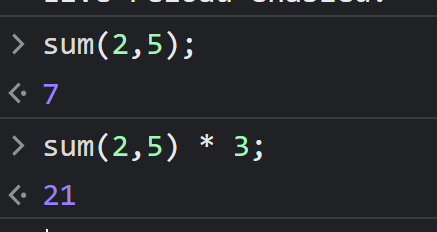 sum(2,5);
7
sum(2,5) * 3;
21